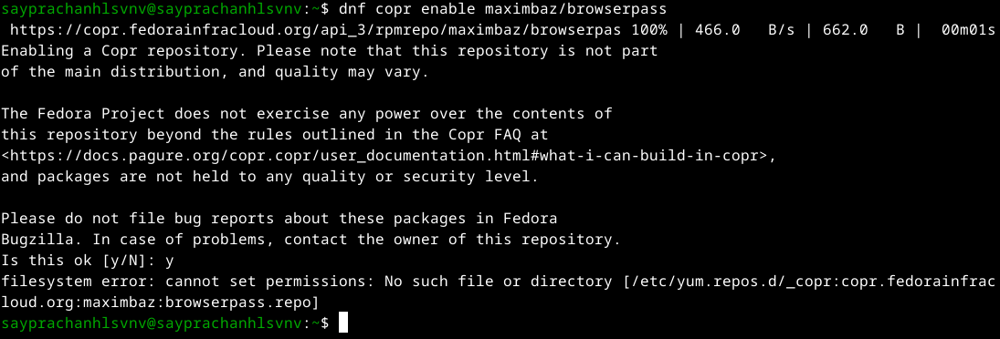 sayprachanhlsvnv@sayprachanhlsvnv:~$ dnf copr enable maximbaz/browserpass
https://copr.fedorainfracloud.org/api_3/rpmrepo/maximbaz/browserpas 100% | 466.0   B/s | 662.0   B |  00m01s
Enabling a Copr repository. Please note that this repository is not part
of the main distribution, and quality may vary.
The Fedora Project does not exercise any power over the contents of
this repository beyond the rules outlined in the Copr FAQ at
<https://docs.pagure.org/copr.copr/user_documentation.html#what-i-can-build-in-copr>,
and packages are not held to any quality or security level.
Please do not file bug reports about these packages in Fedora
Bugzilla. In case of problems, contact the owner of this repository.
Is this ok [y/N]: y
filesystem error: cannot set permissions: No such file or directory [/etc/yum.repos.d/_copr:copr.fedorainfrac
loud.org:maximbaz:browserpass.repo]
sayprachanhlsvnv@sayprachanhlsvnv:~$